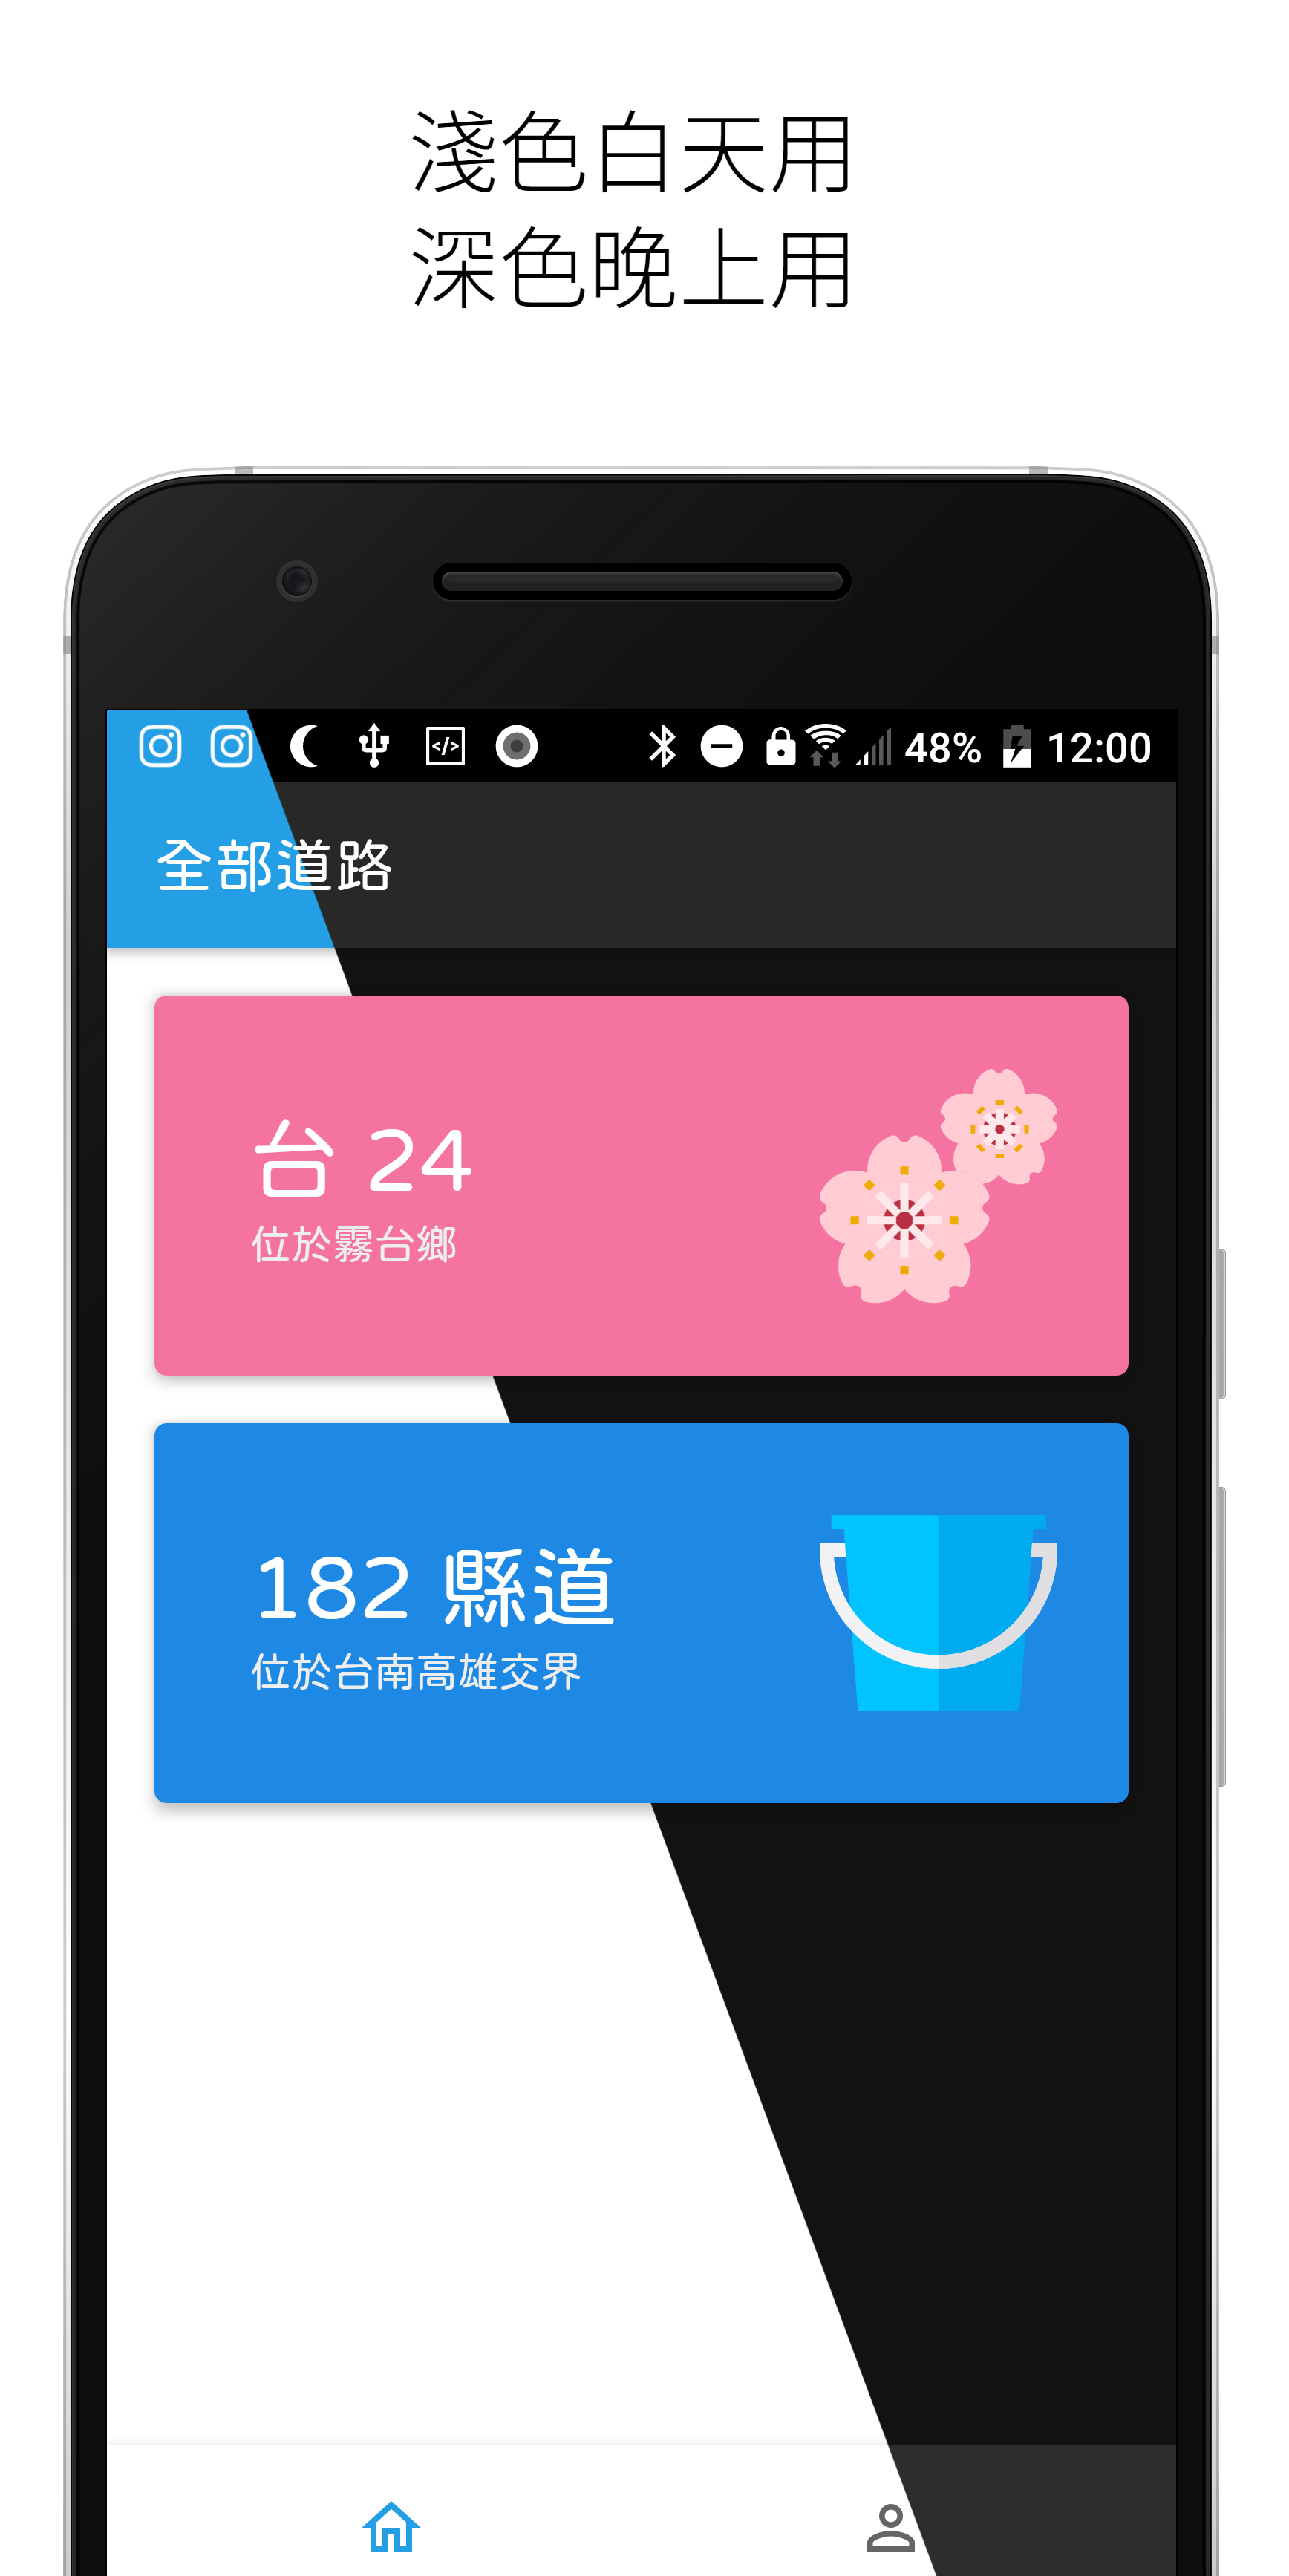 淺色白天用
深色晚上用
48% 12:00
全部道路
台 24
位於霧台鄉
182 縣道
位於台南高雄交界